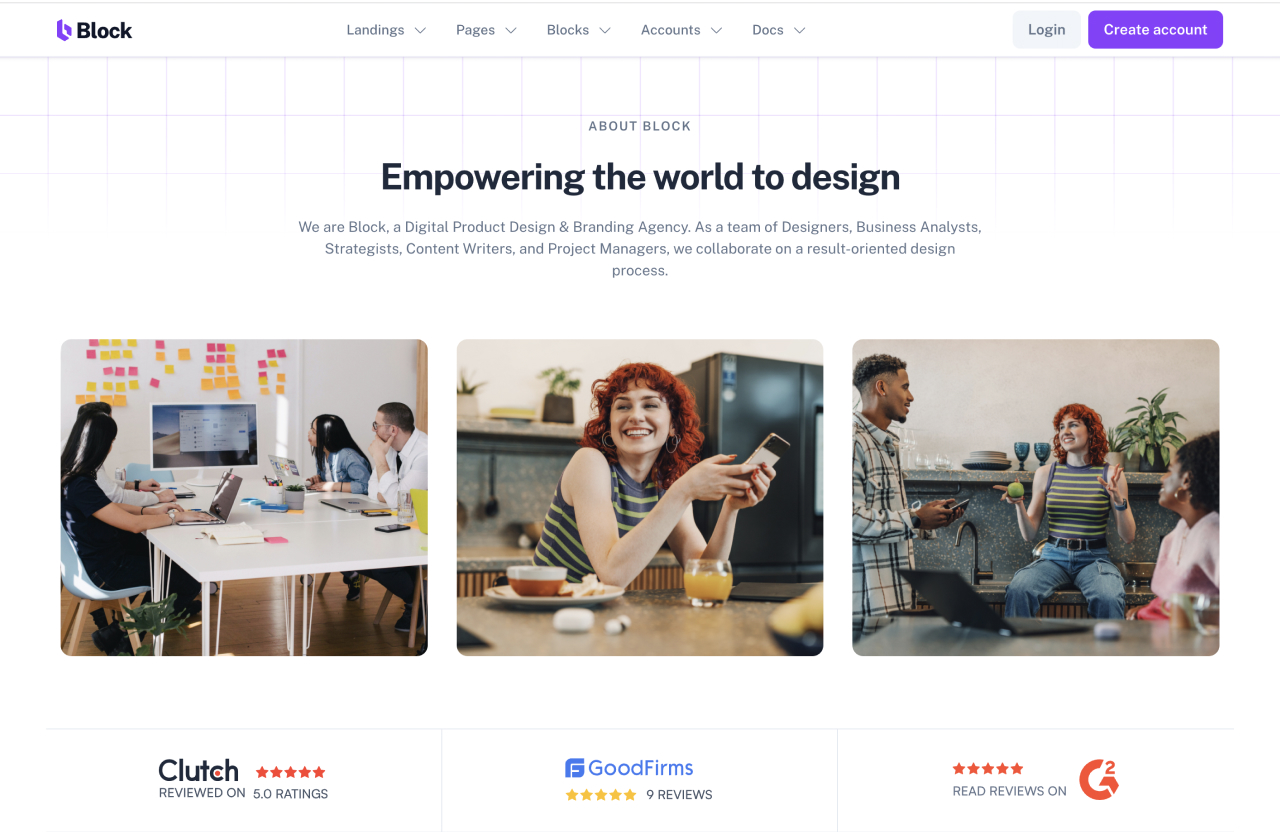 Block
Landings
Pages
Blocks
Accounts
Docs
Login
Create account
ABOUT BLOCK
Empowering the world to design
We are Block, a Digital Product Design & Branding Agency. As a team of Designers, Business Analysts,
Strategists, Content Writers, and Project Managers, we collaborate on a result-oriented design
process.
Clutch
REVIEWED ON
5.0 RATINGS
GoodFirms
9 REVIEWS
READ REVIEWS ON
G2